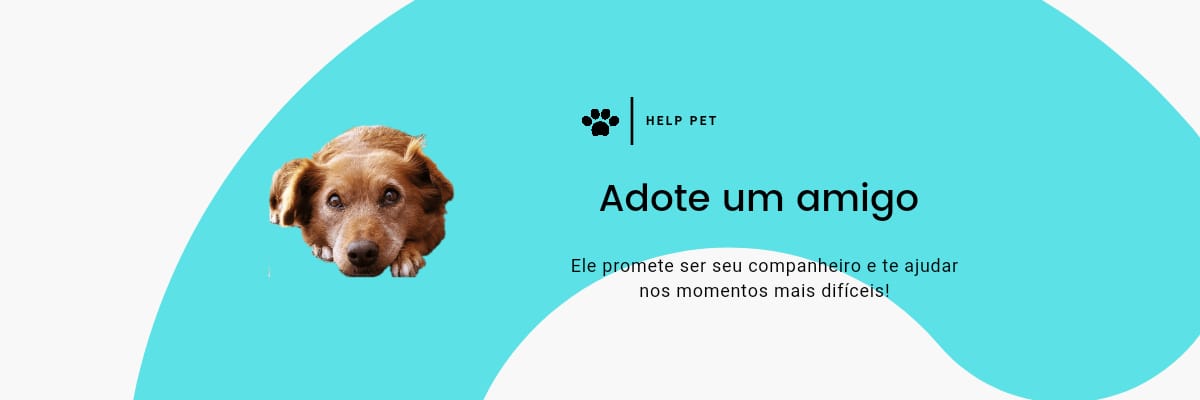 HELP PET
Adote um amigo
Ele promete ser seu companheiro e te ajudar
nos momentos mais difíceis!